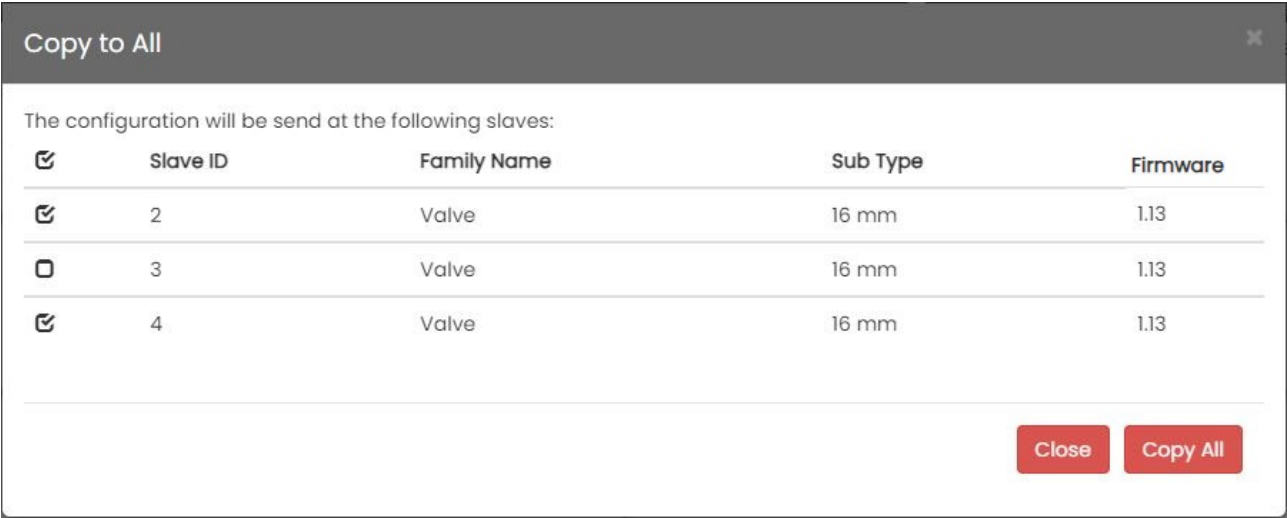 Copy to All
The configuration will be send at the following slaves:
Slave ID Family Name Sub Type Firmware
2 Valve 16 mm 1.13
3 Valve 16 mm 1.13
4 Valve 16 mm 1.13
Close Copy All